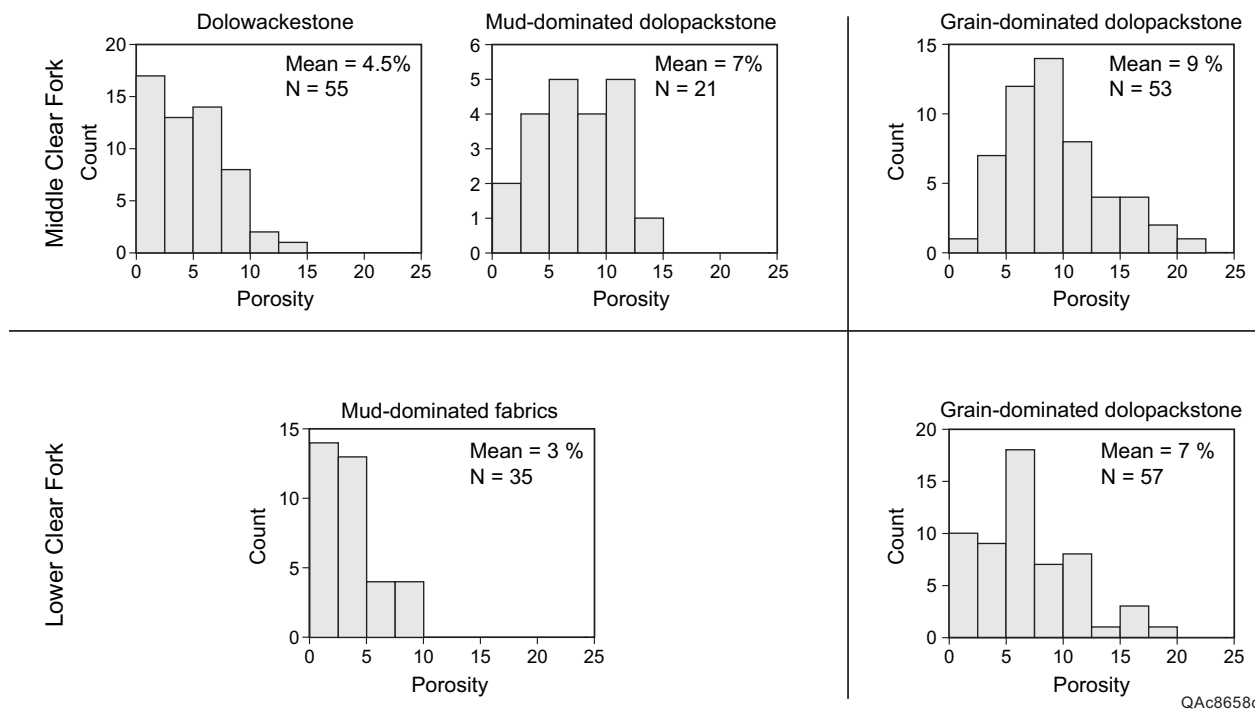 Dolowackestone
Mean = 4.5%
N = 55
20
15
10
5
0
Count
0 5 10 15 20 25
Porosity
Mud-dominated dolopackstone
Mean = 7%
N = 21
6
5
4
3
2
1
0
0 5 10 15 20 25
Porosity
Grain-dominated dolopackstone
Mean = 9 %
N = 53
15
10
5
0
Count
0 5 10 15 20 25
Porosity
Middle Clear Fork
Mud-dominated fabrics
Mean = 3 %
N = 35
15
10
5
0
Count
0 5 10 15 20 25
Porosity
Grain-dominated dolopackstone
Mean = 7 %
N = 57
20
15
10
5
0
Count
0 5 10 15 20 25
Porosity
Lower Clear Fork
QAc8658c